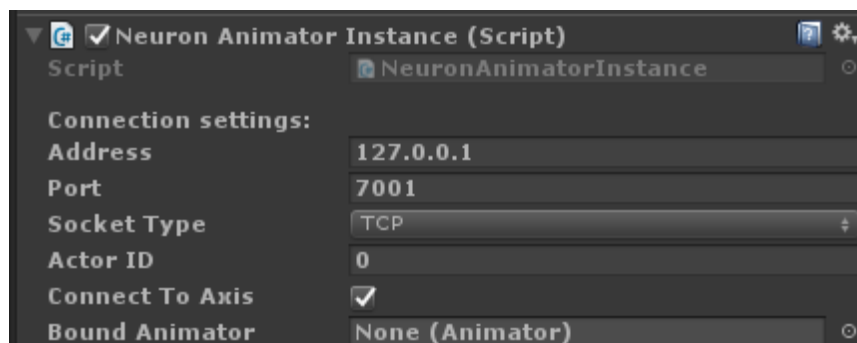 Neuron Animator Instance (Script)
Script NeuronAnimatorInstance
Connection settings:
Address 127.0.0.1
Port 7001
Socket Type TCP
Actor ID 0
Connect To Axis
Bound Animator None (Animator)